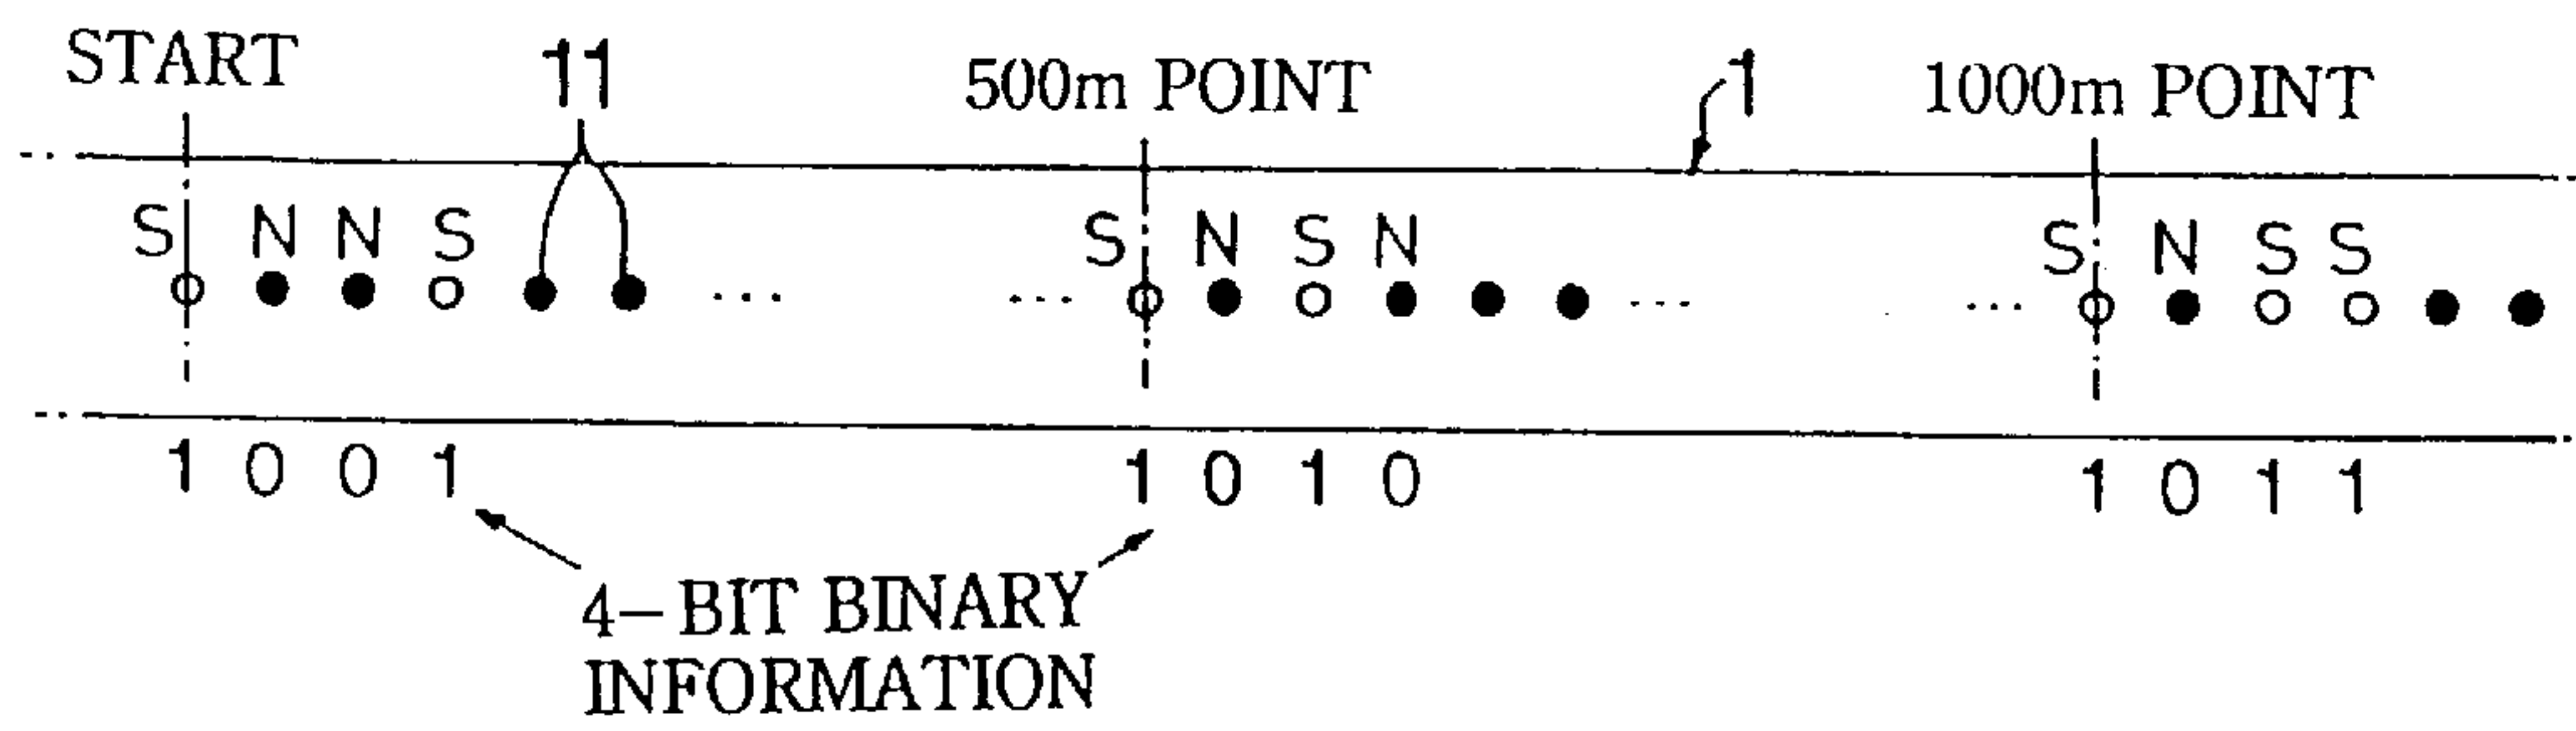 START 11 500m POINT 1 1000m POINT
S N N S S N S N S N S S
1 0 0 1 1 0 1 0 1 0 1 1
4-BIT BINARY
INFORMATION